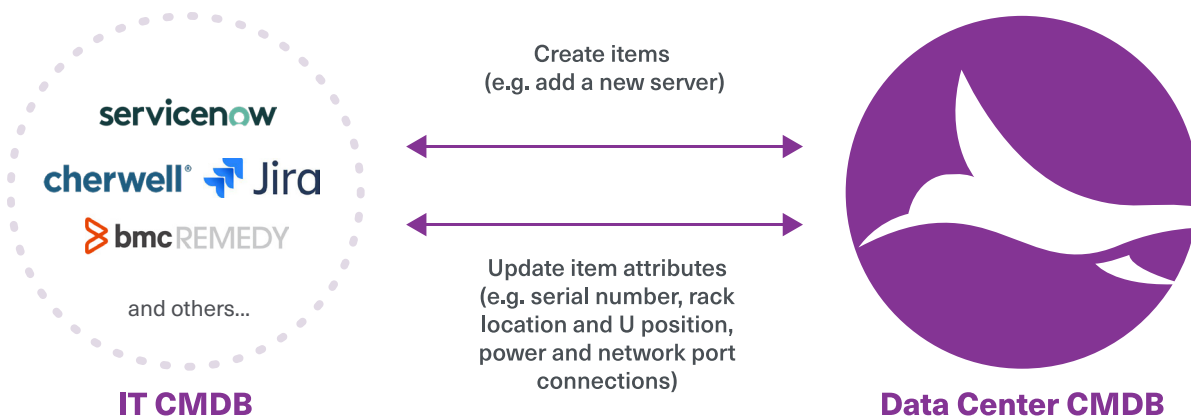 servicenow
cherwell®
Jira
bmc REMEDY
and others...
IT CMDB
Create items
(e.g. add a new server)
Update item attributes
(e.g. serial number, rack
location and U position,
power and network port
connections)
Data Center CMDB